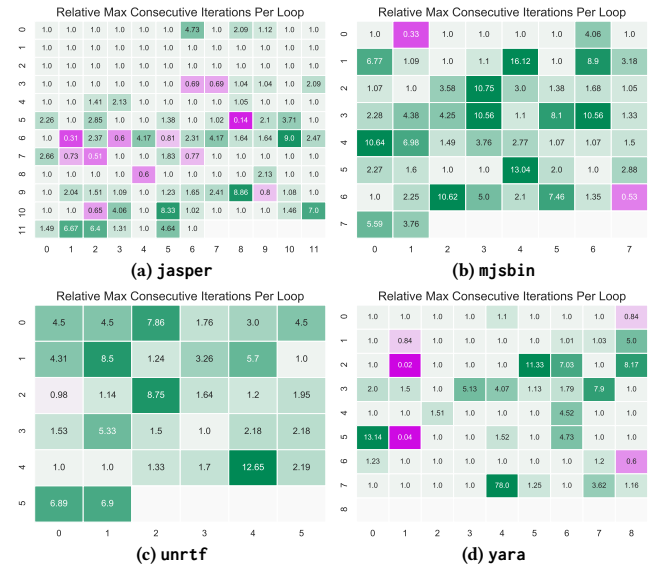 Relative Max Consecutive Iterations Per Loop
0 1.0 1.0 1.0 1.0 1.0 1.0 4.73 1.0 2.09 1.12 1.0 1.0
1 1.0 1.0 1.0 1.0 1.0 1.0 1.0 1.0 1.0 1.0 1.0 1.0
2 1.0 1.0 1.0 1.0 1.0 1.0 1.0 1.0 1.0 1.0 1.0 1.0
3 1.0 1.0 1.0 1.0 1.0 1.0 0.69 0.69 1.04 1.04 1.0 2.09
4 1.0 1.0 1.41 2.13 1.0 1.0 1.0 1.0 1.05 1.0 1.0 1.0
5 2.26 1.0 2.85 1.0 1.0 1.38 1.0 1.02 0.14 2.1 3.71 1.0
6 1.0 0.31 2.37 0.6 4.17 0.81 2.31 4.17 1.64 1.64 9.0 2.47
7 2.66 0.73 0.51 1.0 1.0 1.83 0.77 1.0 1.0 1.0 1.0 1.0
8 1.0 1.0 1.0 1.0 0.6 1.0 1.0 1.0 1.0 2.13 1.0 1.0
9 1.0 2.04 1.51 1.09 1.0 1.23 1.65 2.41 8.86 0.8 1.08 1.0
10 1.0 1.0 0.65 4.06 1.0 8.33 1.02 1.0 1.0 1.0 1.46 7.0
11 1.49 6.67 6.4 1.31 1.0 4.64 1.0
0 1 2 3 4 5 6 7 8 9 10 11
(a) jasper
Relative Max Consecutive Iterations Per Loop
0 1.0 0.33 1.0 1.0 1.0 1.0 4.06 1.0
1 6.77 1.09 1.0 1.1 16.12 1.0 8.9 3.18
2 1.07 1.0 3.58 10.75 3.0 1.38 1.68 1.05
3 2.28 4.38 4.25 10.56 1.1 8.1 10.56 1.33
4 10.64 6.98 1.49 3.76 2.77 1.07 1.07 1.5
5 2.27 1.6 1.0 1.0 13.04 2.0 1.0 2.88
6 1.0 2.25 10.62 5.0 2.1 7.46 1.35 0.53
7 5.59 3.76
0 1 2 3 4 5 6 7
(b) mjsbin
Relative Max Consecutive Iterations Per Loop
0 4.5 4.5 7.86 1.76 3.0 4.5
1 4.31 8.5 1.24 3.26 5.7 1.0
2 0.98 1.14 8.75 1.64 1.2 1.95
3 1.53 5.33 1.5 1.0 2.18 2.18
4 1.0 1.0 1.33 1.7 12.65 2.19
5 6.89 6.9
0 1 2 3 4 5
(c) unrtf
Relative Max Consecutive Iterations Per Loop
0 1.0 1.0 1.0 1.0 1.1 1.0 1.0 1.0 0.84
1 1.0 0.84 1.0 1.0 1.0 1.0 1.01 1.03 5.0
2 1.0 0.02 1.0 1.0 1.0 11.33 7.03 1.0 8.17
3 2.0 1.5 1.0 5.13 4.07 1.13 1.79 7.9 1.0
4 1.0 1.0 1.51 1.0 1.0 1.0 4.52 1.0 1.0
5 13.14 0.04 1.0 1.0 1.52 1.0 4.73 1.0 1.0
6 1.23 1.0 1.0 1.0 1.0 1.0 1.0 1.2 0.6
7 1.0 1.0 1.0 1.0 78.0 1.25 1.0 3.62 1.16
8
0 1 2 3 4 5 6 7 8
(d) yara